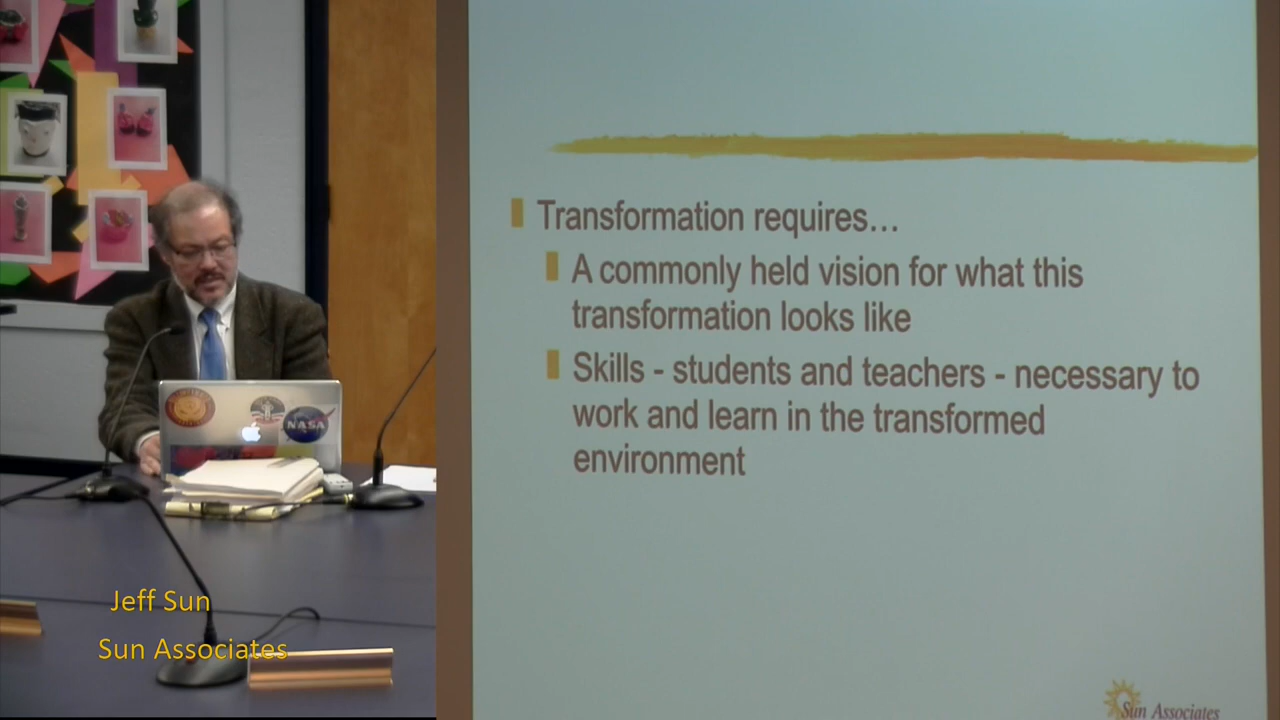 Transformation requires...
A commonly held vision for what this
transformation looks like
Skills - students and teachers - necessary to
work and learn in the transformed
environment
NASA
Jeff Sun
Sun Associates
Sun Associates